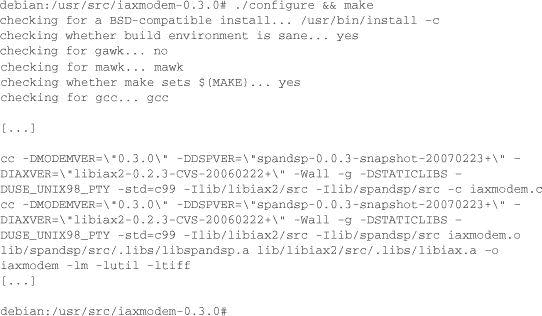 debian:/usr/src/iaxmodem-0.3.0# ./configure && make
checking for a BSD-compatible install... /usr/bin/install -c
checking whether build environment is sane... yes
checking for gawk... no
checking for mawk... mawk
checking whether make sets $(MAKE)... yes
checking for gcc... gcc
[...]
cc -DMODEMVER=\"0.3.0\" -DDSPVER=\"spandsp-0.0.3-snapshot-20070223+\" -
DIAXVER=\"libiax2-0.2.3-CVS-20060222+\" -Wall -g -DSTATICLIBS -
DUSE_UNIX98_PTY -std=c99 -Ilib/libiax2/src -Ilib/spandsp/src -c iaxmodem.c
cc -DMODEMVER=\"0.3.0\" -DDSPVER=\"spandsp-0.0.3-snapshot-20070223+\" -
DIAXVER=\"libiax2-0.2.3-CVS-20060222+\" -Wall -g -DSTATICLIBS -
DUSE_UNIX98_PTY -std=c99 -Ilib/libiax2/src -Ilib/spandsp/src iaxmodem.o
lib/spandsp/src/.libs/libspandsp.a lib/libiax2/src/.libs/libiax.a -o
iaxmodem -lm -lutil -ltiff
[...]
debian:/usr/src/iaxmodem-0.3.0#